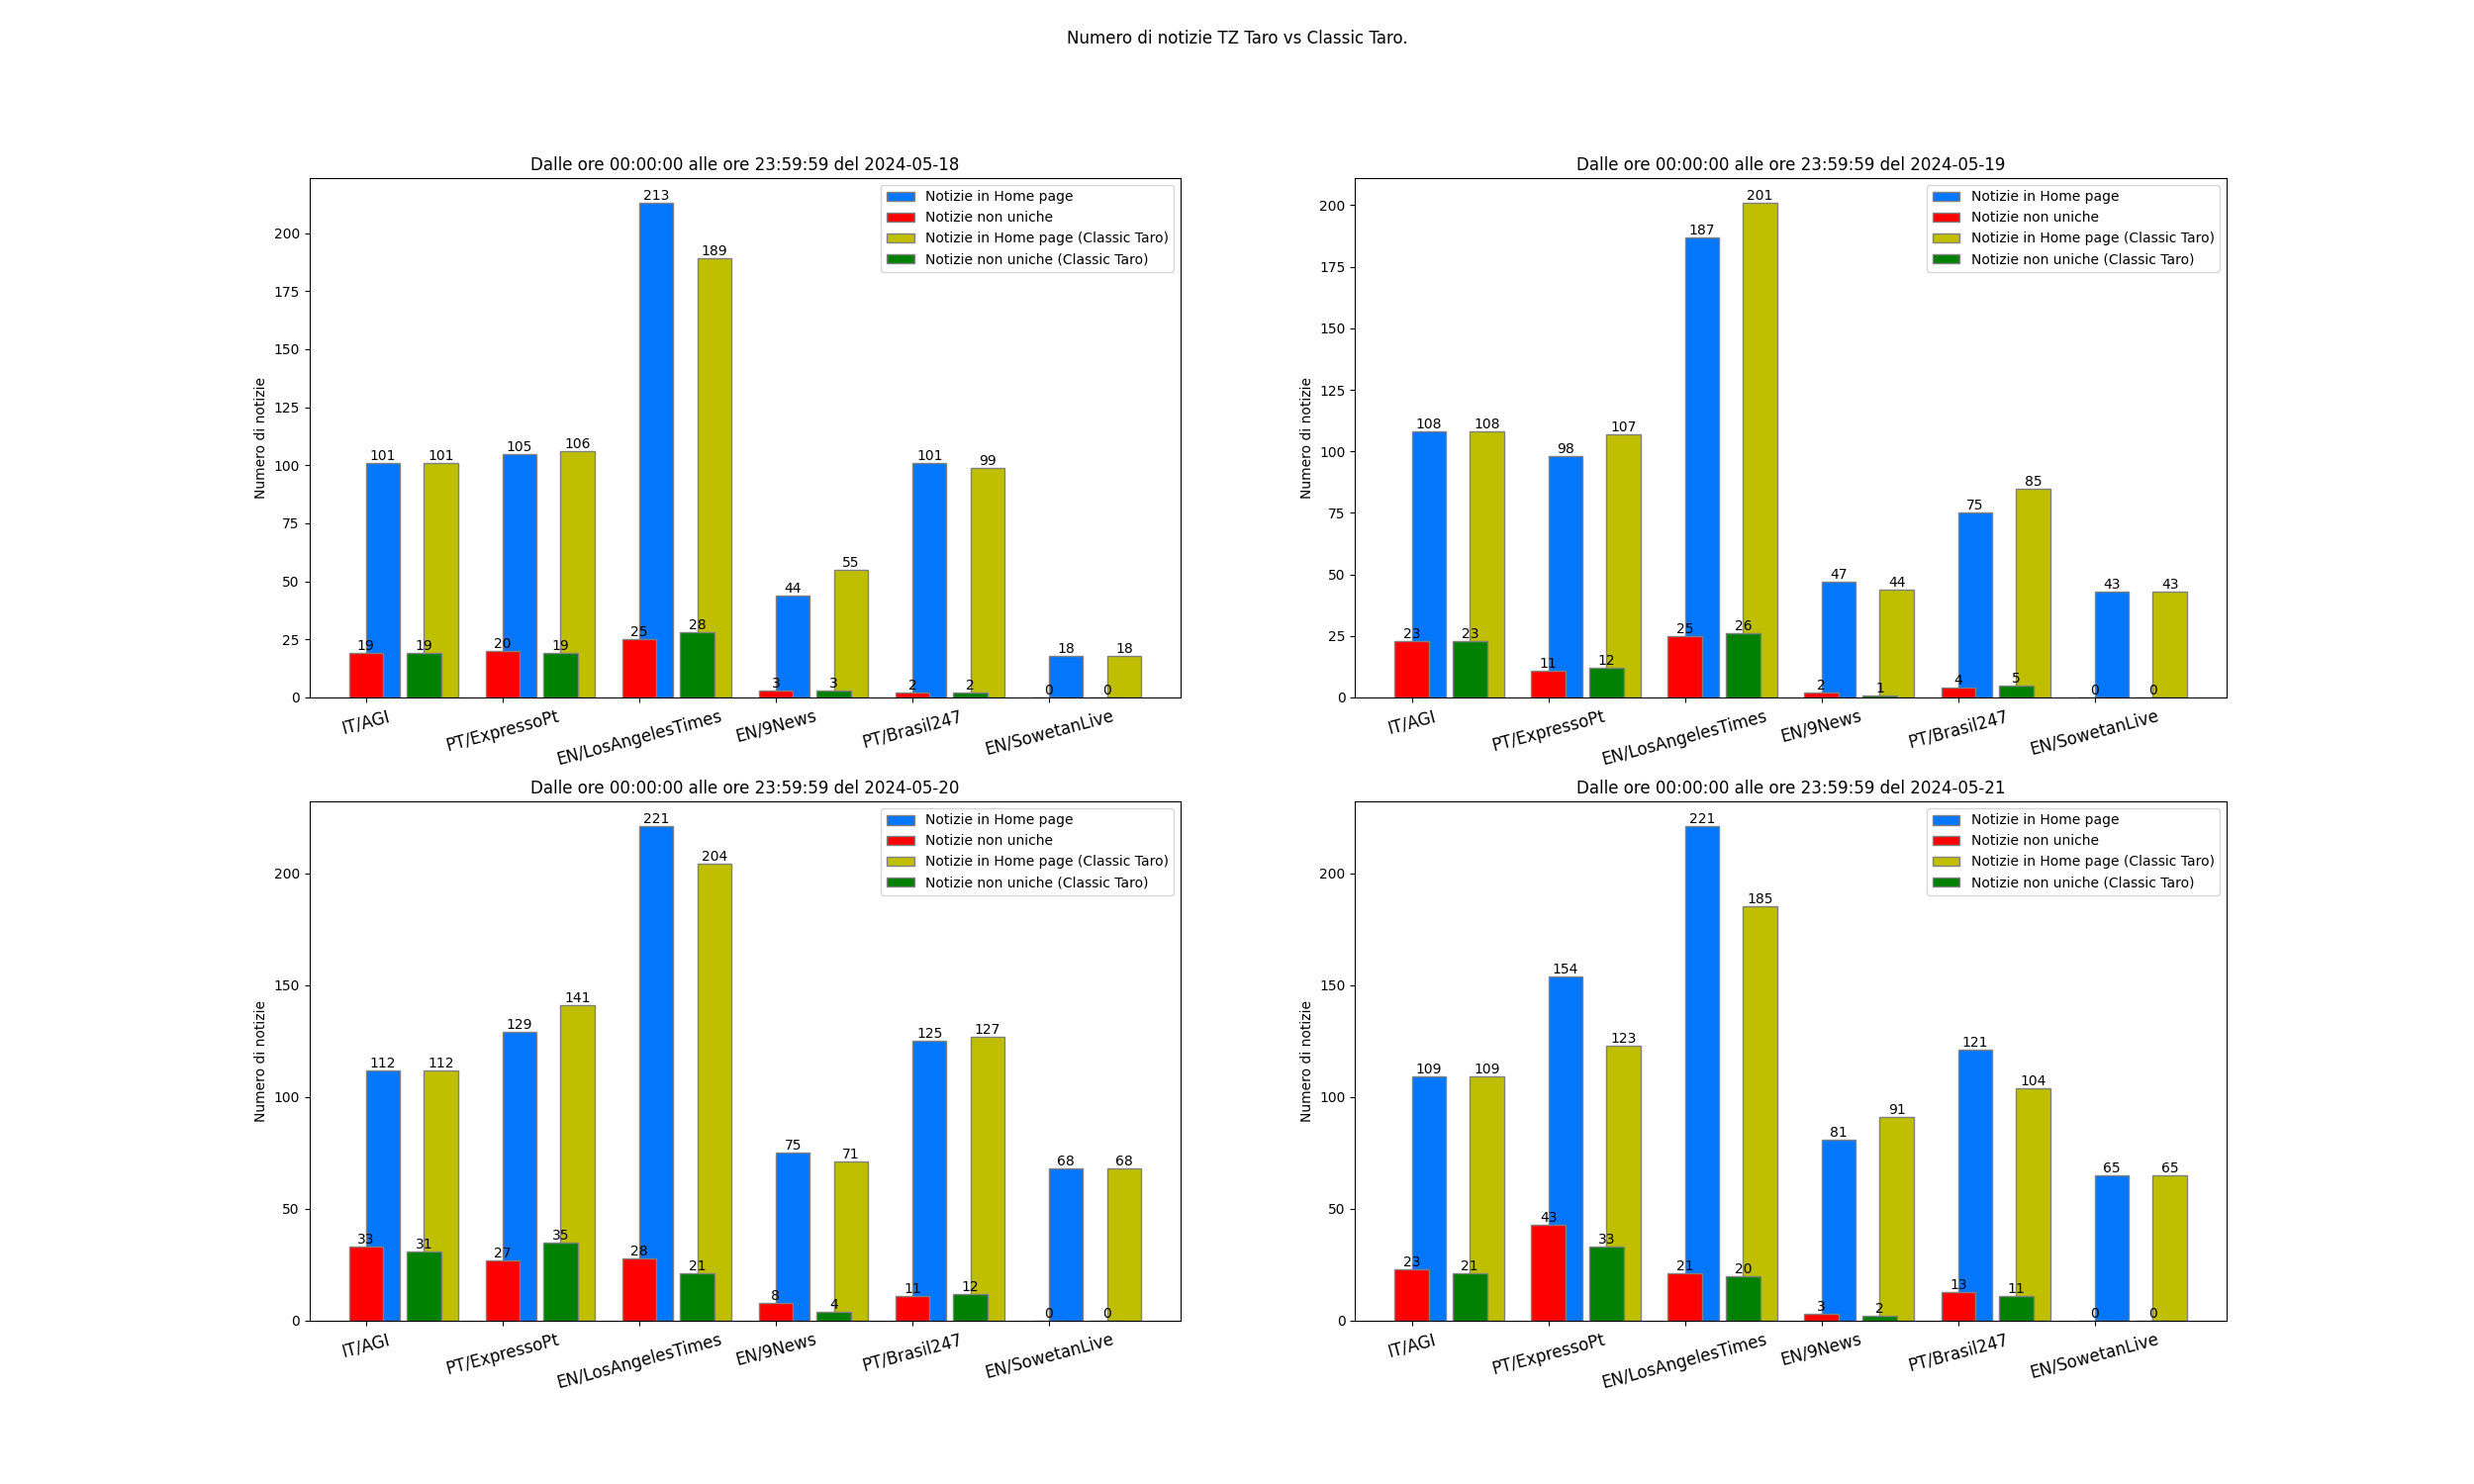 Numero di notizie TZ Taro vs Classic Taro.
Dalle ore 00:00:00 alle ore 23:59:59 del 2024-05-18
Numero di notizie
200
175
150
125
100
75
50
25
0
Notizie in Home page
Notizie non uniche
Notizie in Home page (Classic Taro)
Notizie non uniche (Classic Taro)
213
189
101 101 105 106 44 55 101 99 18 18
19 19 20 19 25 28 3 3 2 2 0 0
IT/AGI PT/ExpressoPt EN/LosAngelesTimes EN/9News PT/Brasil247 EN/SowetanLive
Dalle ore 00:00:00 alle ore 23:59:59 del 2024-05-19
Numero di notizie
200
175
150
125
100
75
50
25
0
Notizie in Home page
Notizie non uniche
Notizie in Home page (Classic Taro)
Notizie non uniche (Classic Taro)
187 201
108 108 98 107 47 44 75 85 43 43
23 23 11 12 25 26 2 1 4 5 0 0
IT/AGI PT/ExpressoPt EN/LosAngelesTimes EN/9News PT/Brasil247 EN/SowetanLive
Dalle ore 00:00:00 alle ore 23:59:59 del 2024-05-20
Numero di notizie
200
150
100
50
0
Notizie in Home page
Notizie non uniche
Notizie in Home page (Classic Taro)
Notizie non uniche (Classic Taro)
221 204
112 112 129 141 75 71 125 127 68 68
33 31 27 35 28 21 8 4 11 12 0 0
IT/AGI PT/ExpressoPt EN/LosAngelesTimes EN/9News PT/Brasil247 EN/SowetanLive
Dalle ore 00:00:00 alle ore 23:59:59 del 2024-05-21
Numero di notizie
200
150
100
50
0
Notizie in Home page
Notizie non uniche
Notizie in Home page (Classic Taro)
Notizie non uniche (Classic Taro)
221 185
109 109 154 123 81 91 121 104 65 65
23 21 43 33 21 20 3 2 13 11 0 0
IT/AGI PT/ExpressoPt EN/LosAngelesTimes EN/9News PT/Brasil247 EN/SowetanLive